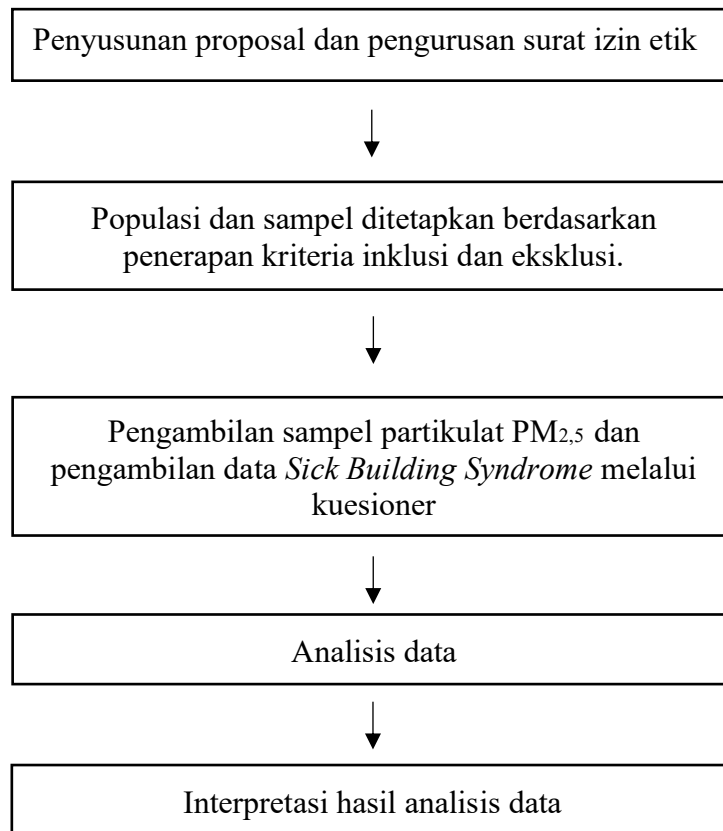 Penyusunan proposal dan pengurusan surat izin etik
Populasi dan sampel ditetapkan berdasarkan
penerapan kriteria inklusi dan eksklusi.
Pengambilan sampel partikulat PM2,5 dan
pengambilan data Sick Building Syndrome melalui
kuesioner
Analisis data
Interpretasi hasil analisis data